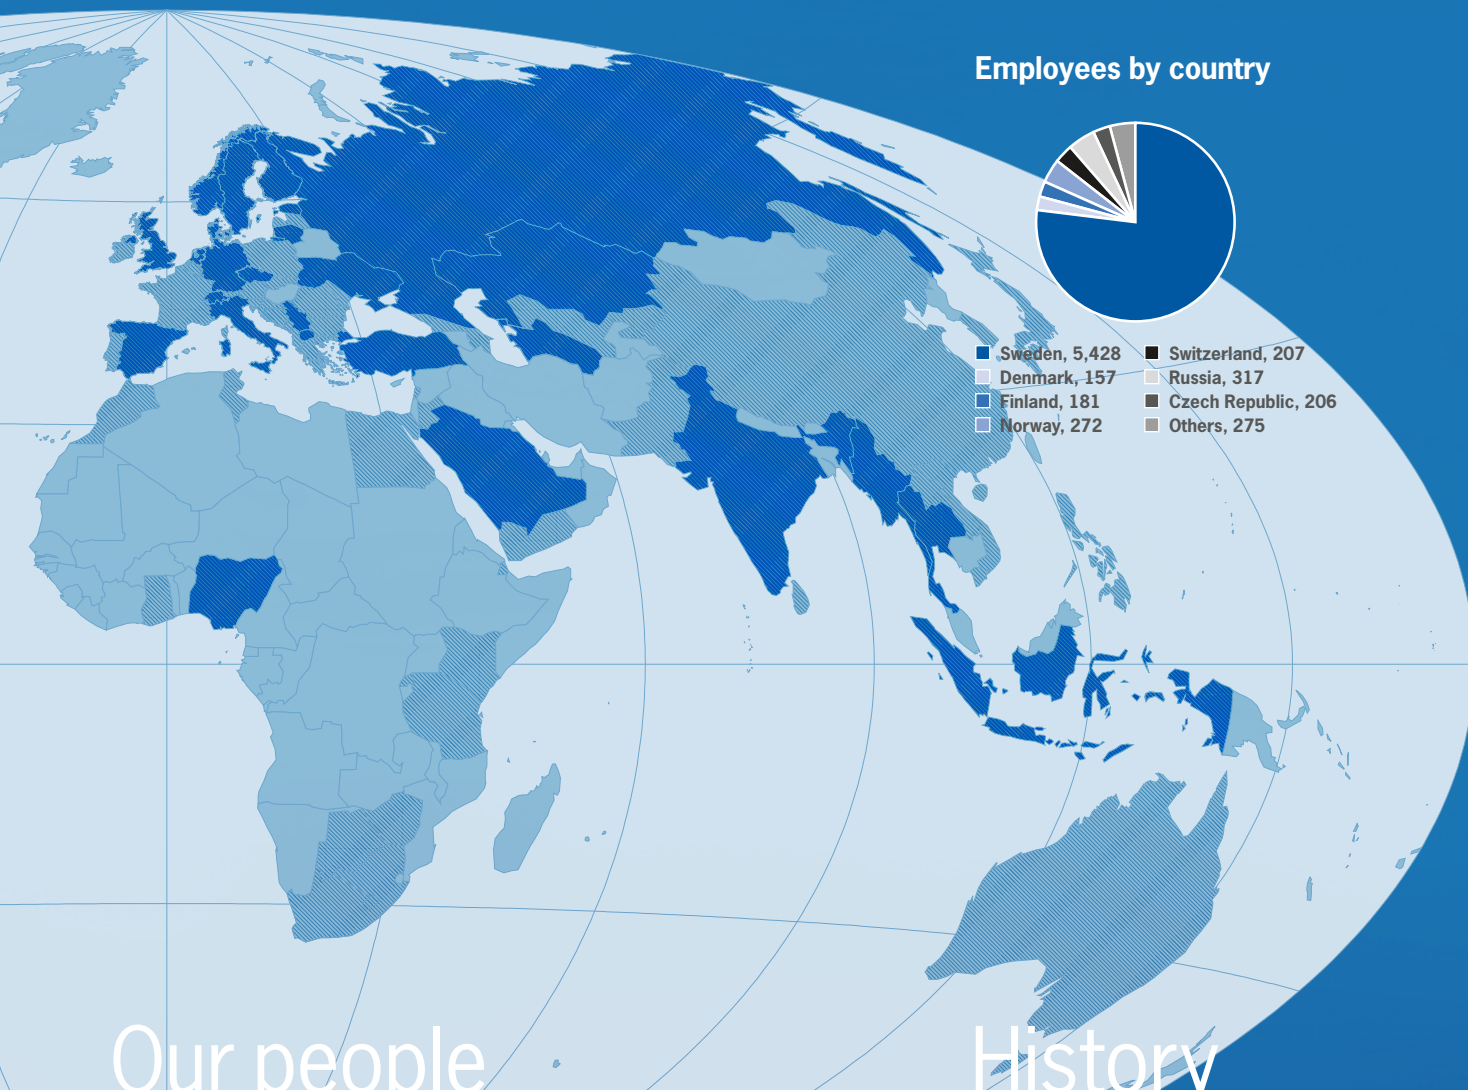 Employees by country
Sweden, 5,428
Denmark, 157
Finland, 181
Norway, 272
Switzerland, 207
Russia, 317
Czech Republic, 206
Others, 275
Our people
History